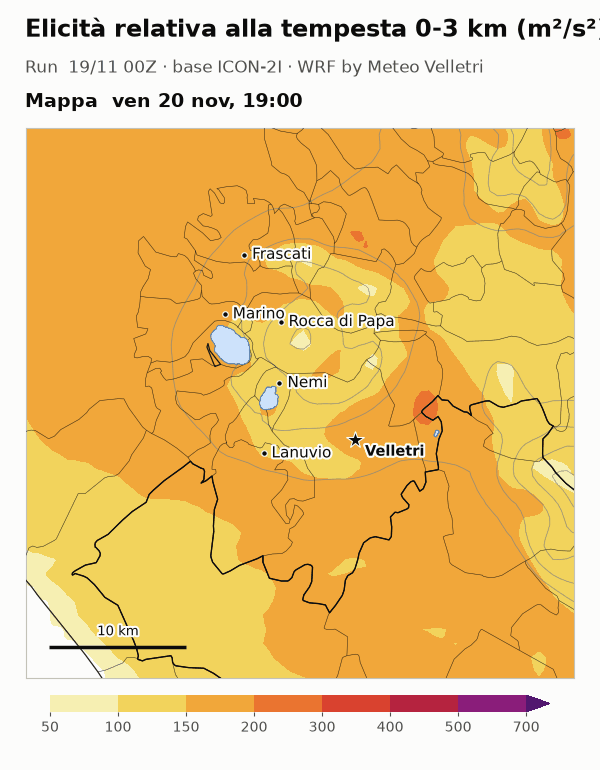 Elicità relativa alla tempesta 0-3 km (m²/s²)
Run  19/11 00Z · base ICON-2I · WRF by Meteo Velletri
Mappa  ven 20 nov, 19:00
Frascati
Marino
Rocca di Papa
Nemi
Velletri
Lanuvio
10 km
50 100 150 200 300 400 500 700